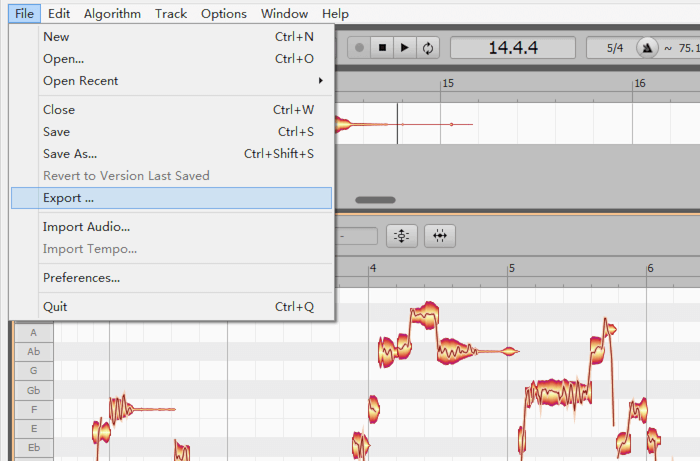 File Edit Algorithm Track Options Window Help
New Ctrl+N
Open... Ctrl+O
Open Recent
Close Ctrl+W
Save Ctrl+S
Save As... Ctrl+Shift+S
Revert to Version Last Saved
Export ...
Import Audio...
Import Tempo...
Preferences...
Quit Ctrl+Q
14.4.4 5/4 ~ 75.1
15 16
-
4 5 6
A
Ab
G
Gb
F
E
Eb